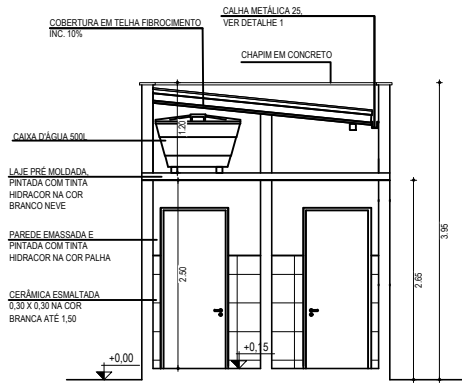 CALHA METÁLICA 25,
VER DETALHE 1
COBERTURA EM TELHA FIBROCIMENTO
INC. 10%
CHAPIM EM CONCRETO
1.20
CAIXA D'ÁGUA 500L
LAJE PRÉ MOLDADA,
PINTADA COM TINTA
HIDRACOR NA COR
BRANCO NEVE
3.95
PAREDE EMASSADA E
PINTADA COM TINTA
HIDRACOR NA COR PALHA
2.50
2.65
CERÂMICA ESMALTADA
0,30 X 0,30 NA COR
BRANCA ATÉ 1,50
+0,15
+0,00